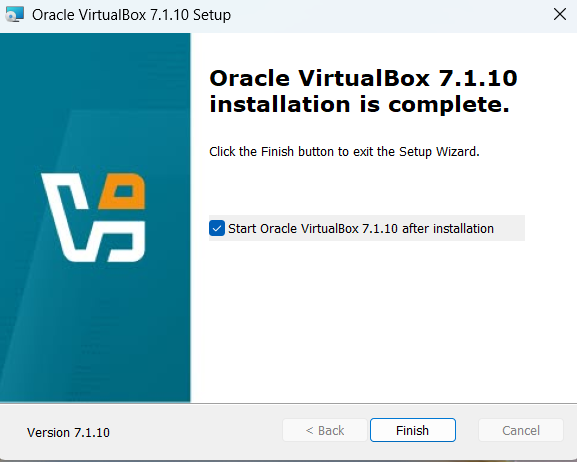 Oracle VirtualBox 7.1.10 Setup
Oracle VirtualBox 7.1.10
installation is complete.
Click the Finish button to exit the Setup Wizard.
Start Oracle VirtualBox 7.1.10 after installation
Version 7.1.10
< Back
Finish
Cancel